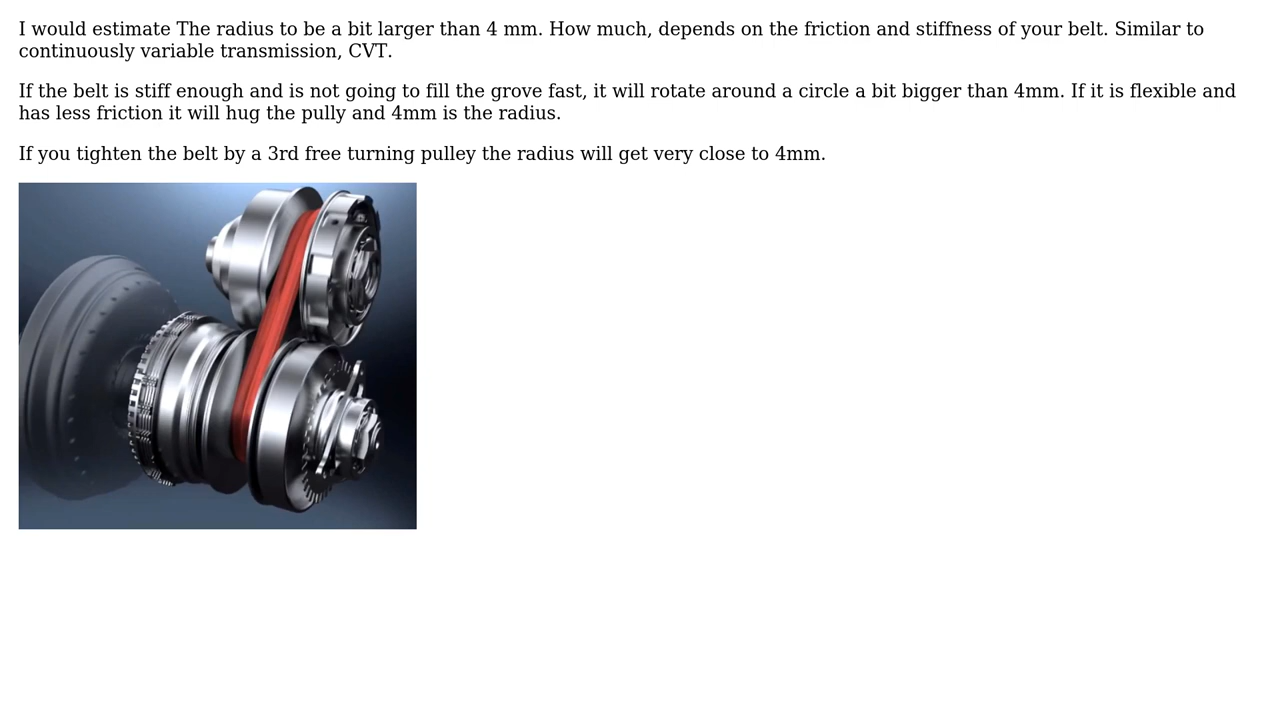 I would estimate The radius to be a bit larger than 4 mm. How much, depends on the friction and stiffness of your belt. Similar to
continuously variable transmission, CVT.
If the belt is stiff enough and is not going to fill the grove fast, it will rotate around a circle a bit bigger than 4mm. If it is flexible and
has less friction it will hug the pully and 4mm is the radius.
If you tighten the belt by a 3rd free turning pulley the radius will get very close to 4mm.